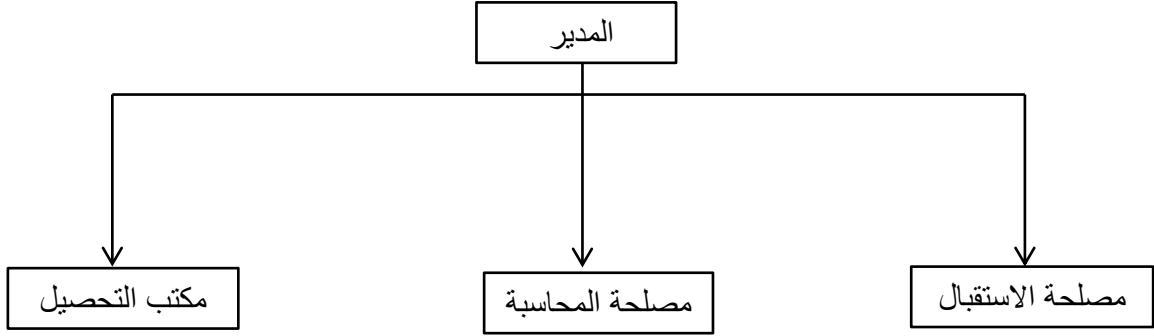 المدير
مصلحة الاستقبال
مصلحة المحاسبة
مكتب التحصيل